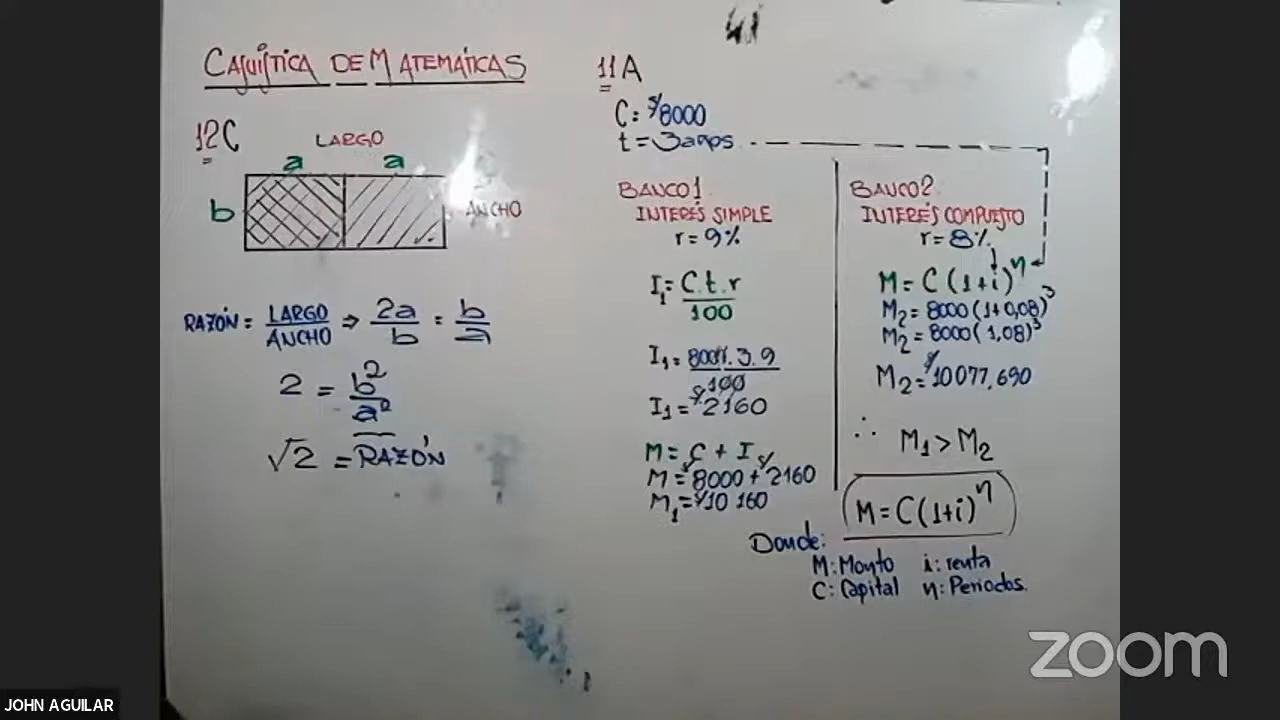 CASUÍSTICA DE MATEMÁTICAS
12C
LARGO
a a
b
ANCHO
RAZÓN = LARGO/ANCHO ⇒ 2a/b = b/a
2 = b²/a²
√2 = RAZÓN
11A
C = S/8000
t = 3 años
BANCO 1
INTERÉS SIMPLE
r = 9%
I₁ = C.t.r/100
I₁ = 8000.3.9/100
I₁ = S/2160
M = C + I
M = S/8000 + S/2160
M₁ = S/10 160
BANCO 2
INTERÉS COMPUESTO
r = 8%
M = C (1+i)ⁿ
M₂ = 8000(1+0,08)³
M₂ = 8000(1,08)³
M₂ = S/10077,690
∴ M₁ > M₂
M = C(1+i)ⁿ
Donde:
M: Monto i: renta
C: Capital n: Periodos.
zoom
JOHN AGUILAR